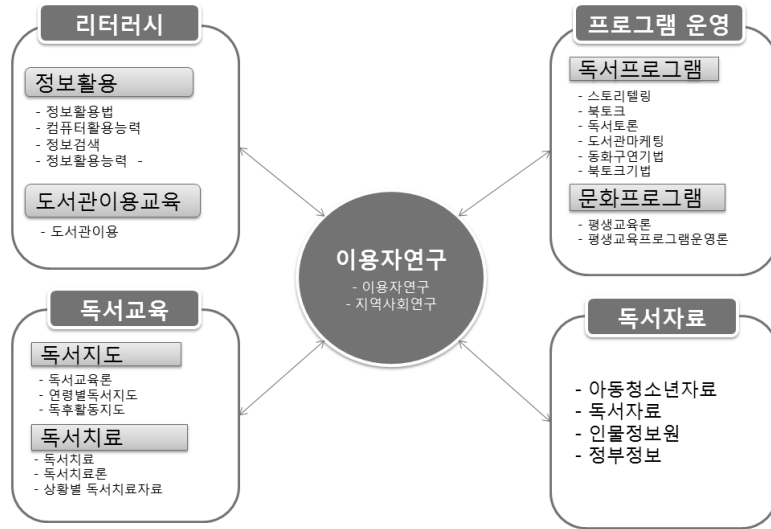 리터러시
정보활용
- 정보활용법
- 컴퓨터활용능력
- 정보검색
- 정보활용능력 -
도서관이용교육
- 도서관이용
프로그램 운영
독서프로그램
- 스토리텔링
- 북토크
- 독서토론
- 도서관마케팅
- 동화구연기법
- 북토크기법
문화프로그램
- 평생교육론
- 평생교육프로그램운영론
이용자연구
- 이용자연구
- 지역사회연구
독서교육
독서지도
- 독서교육론
- 연령별독서지도
- 독후활동지도
독서치료
- 독서치료
- 독서치료론
- 상황별 독서치료자료
독서자료
- 아동청소년자료
- 독서자료
- 인물정보원
- 정부정보